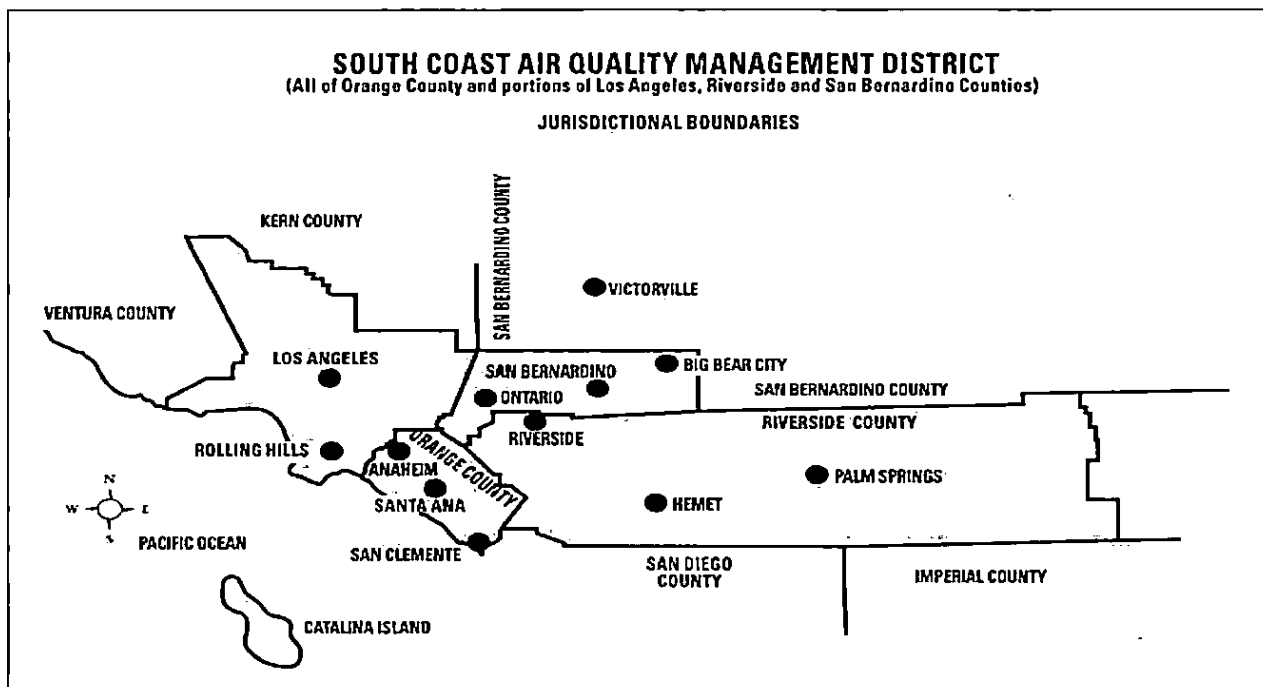 SOUTH COAST AIR QUALITY MANAGEMENT DISTRICT
(All of Orange County and portions of Los Angeles, Riverside and San Bernardino Counties)
JURISDICTIONAL BOUNDARIES
KERN COUNTY
SAN BERNARDINO COUNTY
VICTORVILLE
VENTURA COUNTY
LOS ANGELES
BIG BEAR CITY
SAN BERNARDINO
ONTARIO
SAN BERNARDINO COUNTY
RIVERSIDE COUNTY
RIVERSIDE
ROLLING HILLS
ANAHEIM
ORANGE COUNTY
PALM SPRINGS
SANTA ANA
HEMET
N
W E
S
PACIFIC OCEAN
SAN CLEMENTE
SAN DIEGO
COUNTY
IMPERIAL COUNTY
CATALINA ISLAND